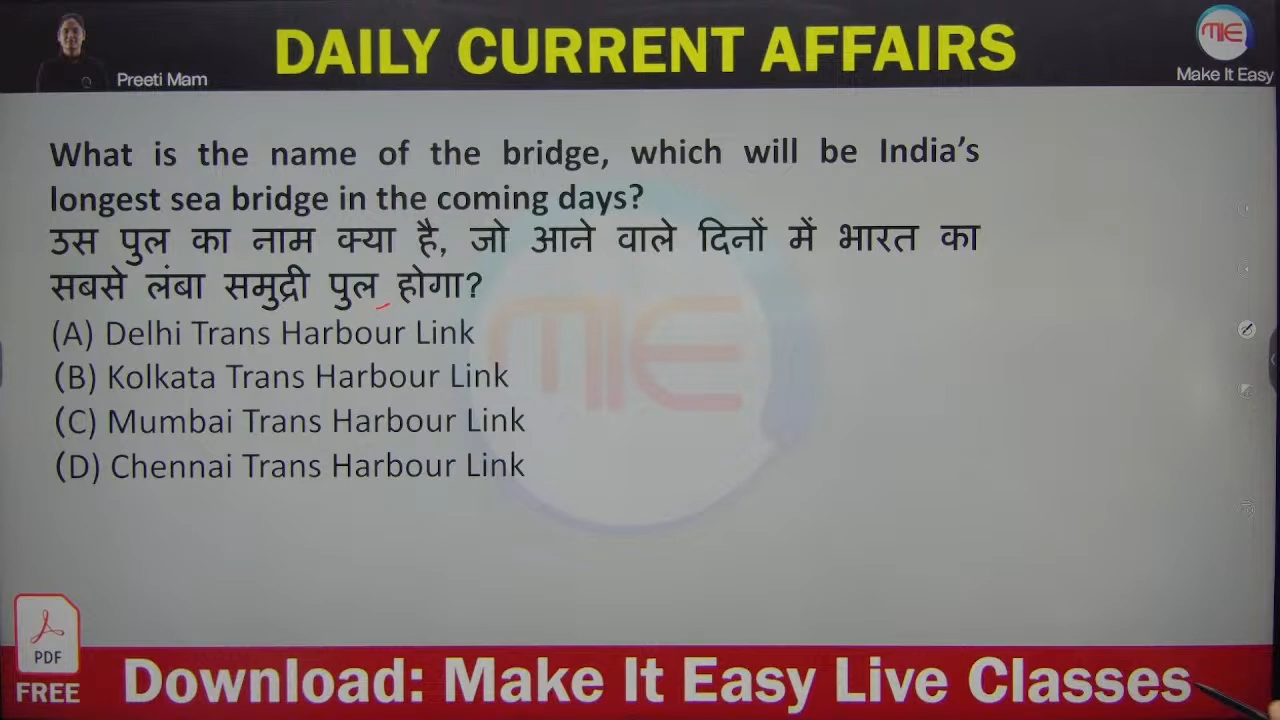 DAILY CURRENT AFFAIRS
Preeti Mam
MIE
Make It Easy
What is the name of the bridge, which will be India’s
longest sea bridge in the coming days?
उस पुल का नाम क्या है, जो आने वाले दिनों में भारत का
सबसे लंबा समुद्री पुल होगा?
(A) Delhi Trans Harbour Link
(B) Kolkata Trans Harbour Link
(C) Mumbai Trans Harbour Link
(D) Chennai Trans Harbour Link
MIE
PDF
FREE
Download: Make It Easy Live Classes